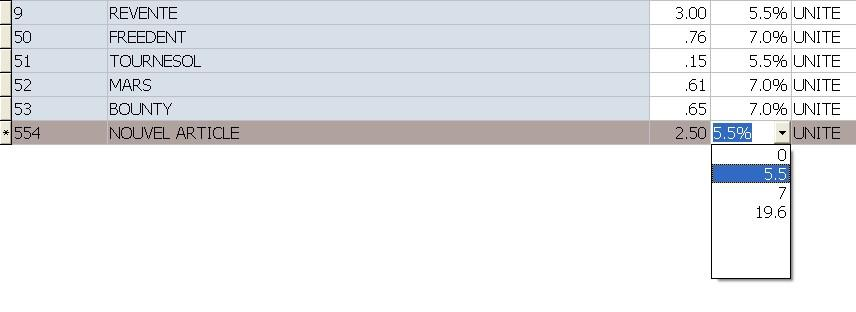 9 REVENTE 3.00 5.5% UNITE
50 FREEDENT .76 7.0% UNITE
51 TOURNESOL .15 5.5% UNITE
52 MARS .61 7.0% UNITE
53 BOUNTY .65 7.0% UNITE
* 554 NOUVEL ARTICLE 2.50 5.5% UNITE
0
5.5
7
19.6